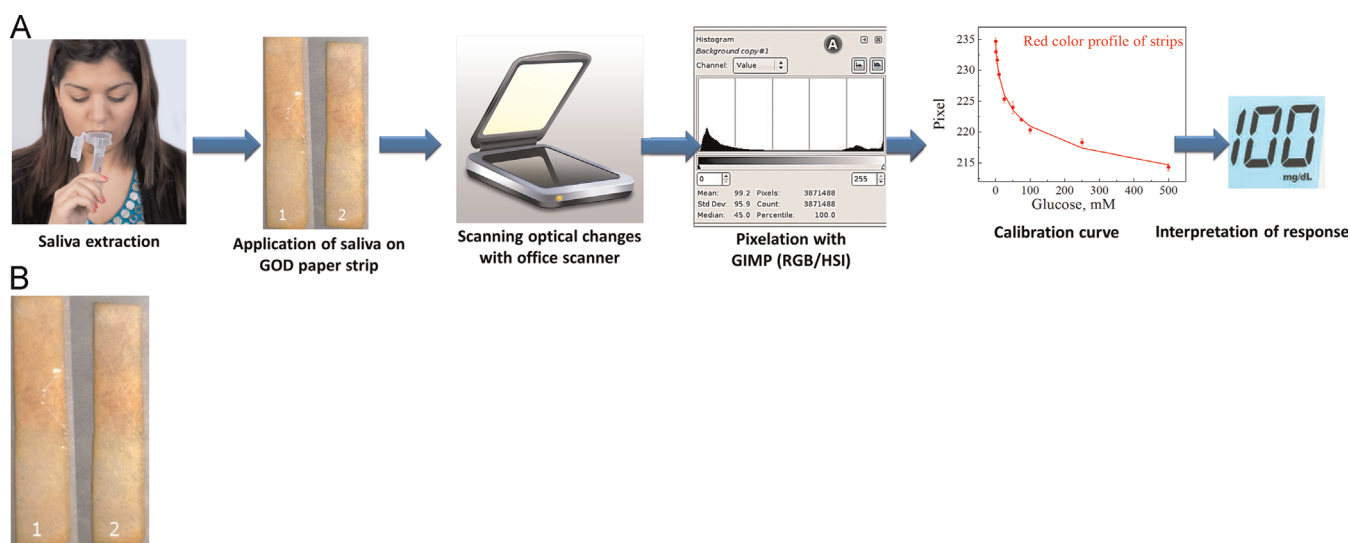 A
Saliva extraction
1 2
Application of saliva on
GOD paper strip
Scanning optical changes
with office scanner
Histogram
Background copy#1
A
Channel: Value
0 255
Mean: 99.2 Pixels: 3871488
Std Dev: 95.9 Count: 3871488
Median: 45.0 Percentile: 100.0
Pixelation with
GIMP (RGB/HSI)
Red color profile of strips
235
230
225
220
215
Pixel
0 100 200 300 400 500
Glucose, mM
Calibration curve
100
mg/dL
Interpretation of response
B
1 2